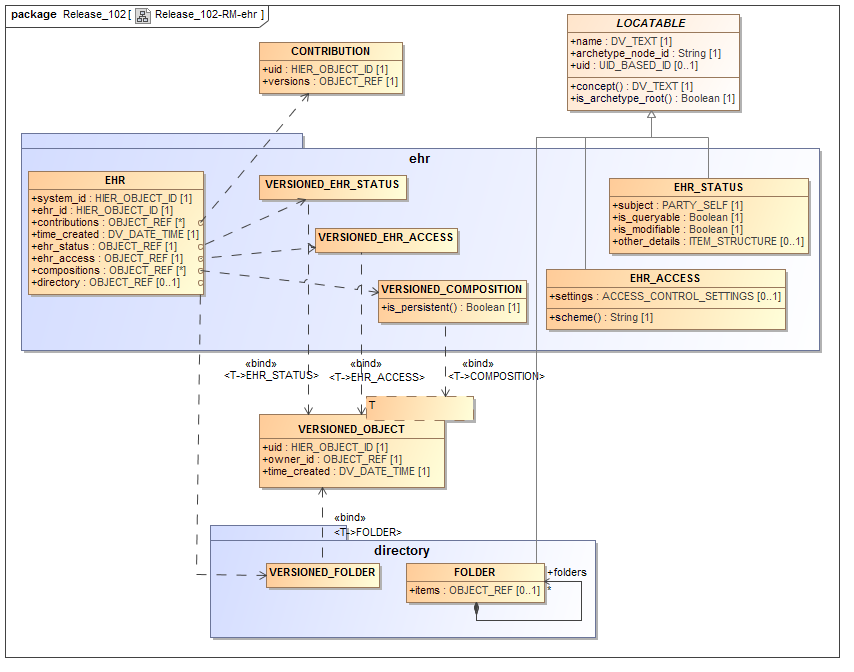 package Release_102 [ Release_102-RM-ehr ]
LOCATABLE
+name : DV_TEXT [1]
+archetype_node_id : String [1]
+uid : UID_BASED_ID [0..1]
+concept() : DV_TEXT [1]
+is_archetype_root() : Boolean [1]
CONTRIBUTION
+uid : HIER_OBJECT_ID [1]
+versions : OBJECT_REF [1]
ehr
EHR
+system_id : HIER_OBJECT_ID [1]
+ehr_id : HIER_OBJECT_ID [1]
+contributions : OBJECT_REF [*]
+time_created : DV_DATE_TIME [1]
+ehr_status : OBJECT_REF [1]
+ehr_access : OBJECT_REF [1]
+compositions : OBJECT_REF [*]
+directory : OBJECT_REF [0..1]
VERSIONED_EHR_STATUS
VERSIONED_EHR_ACCESS
VERSIONED_COMPOSITION
+is_persistent() : Boolean [1]
EHR_STATUS
+subject : PARTY_SELF [1]
+is_queryable : Boolean [1]
+is_modifiable : Boolean [1]
+other_details : ITEM_STRUCTURE [0..1]
EHR_ACCESS
+settings : ACCESS_CONTROL_SETTINGS [0..1]
+scheme() : String [1]
«bind»
<T->EHR_STATUS>
«bind»
<T->EHR_ACCESS>
«bind»
<T->COMPOSITION>
T
VERSIONED_OBJECT
+uid : HIER_OBJECT_ID [1]
+owner_id : OBJECT_REF [1]
+time_created : DV_DATE_TIME [1]
«bind»
<T->FOLDER>
directory
VERSIONED_FOLDER
FOLDER
+items : OBJECT_REF [0..1]
+folders
*